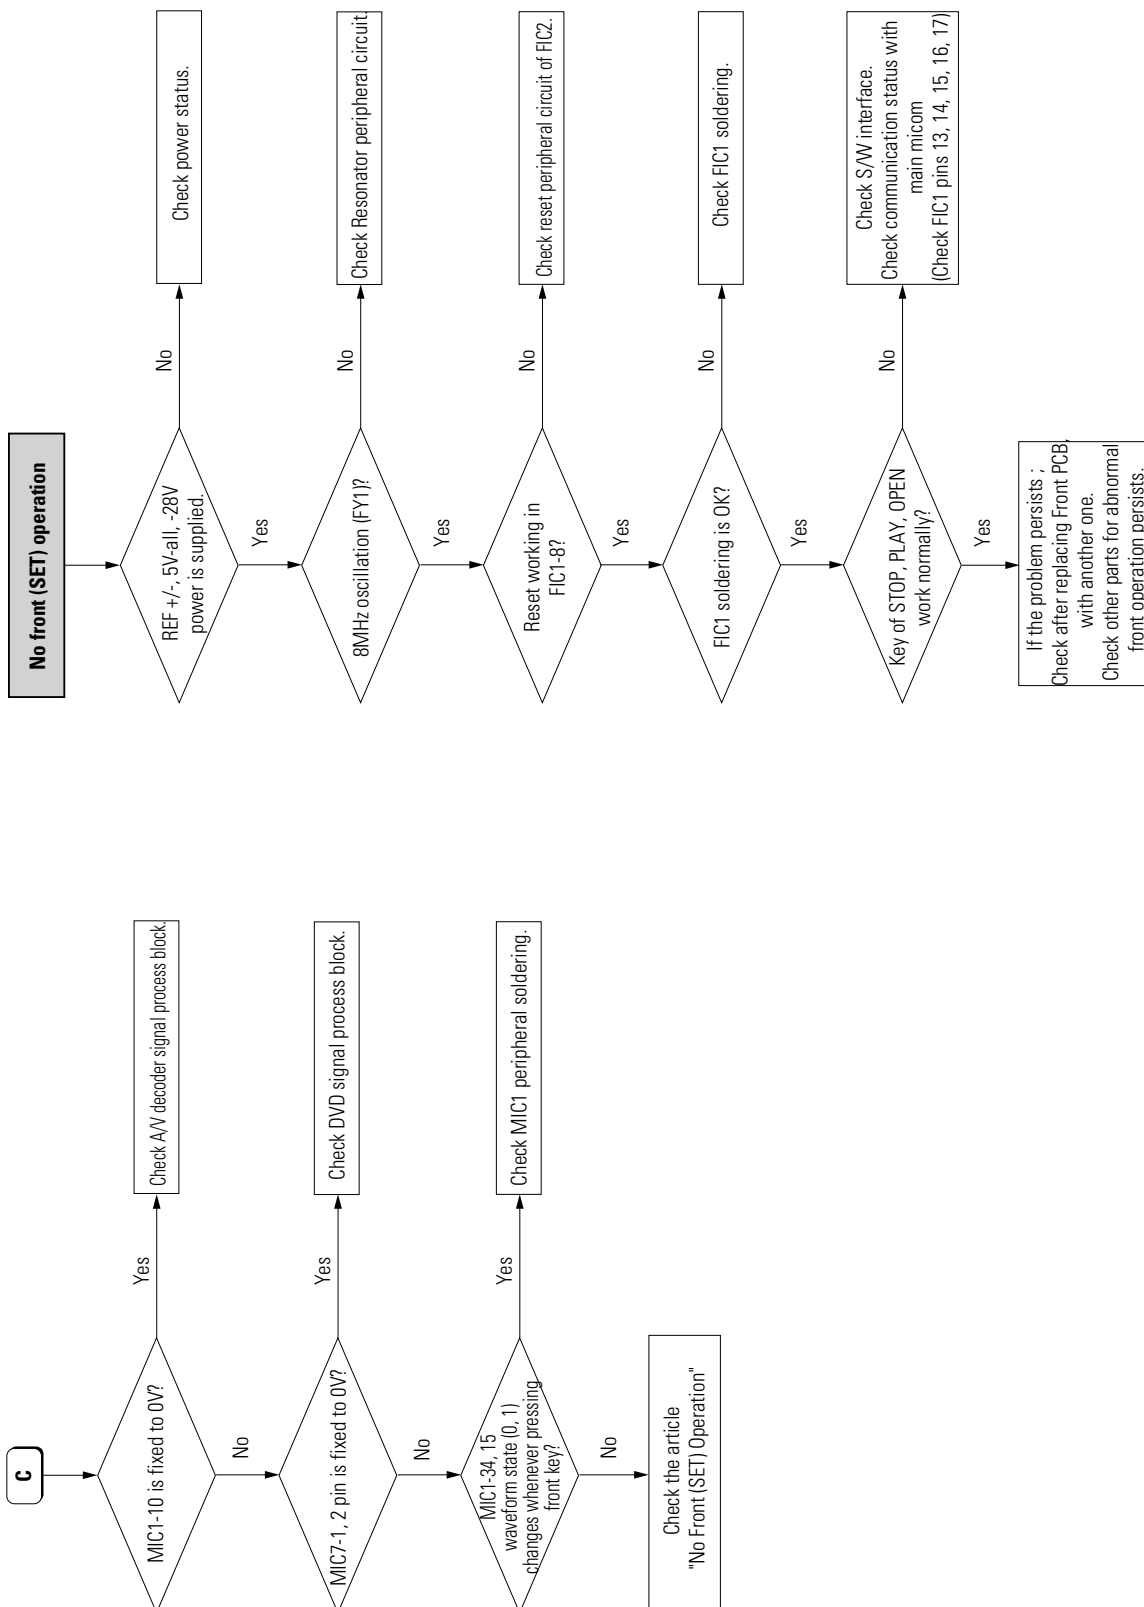 C
MIC1-10 is fixed to 0V?
Yes
Check A/V decoder signal process block.
No
MIC7-1, 2 pin is fixed to 0V?
Yes
Check DVD signal process block.
No
MIC1-34, 15
waveform state (0, 1)
changes whenever pressing
front key?
Yes
Check MIC1 peripheral soldering.
No
Check the article
"No Front (SET) Operation"
No front (SET) operation
REF +/-, 5V-all, -28V
power is supplied.
No
Check power status.
Yes
8MHz oscillation (FY1)?
No
Check Resonator peripheral circuit.
Yes
Reset working in
FIC1-8?
No
Check reset peripheral circuit of FIC2.
Yes
FIC1 soldering is OK?
No
Check FIC1 soldering.
Yes
Key of STOP, PLAY, OPEN
work normally?
No
Check S/W interface.
Check communication status with
main micom
(Check FIC1 pins 13, 14, 15, 16, 17)
Yes
If the problem persists ;
Check after replacing Front PCB,
with another one.
Check other parts for abnormal
front operation persists.